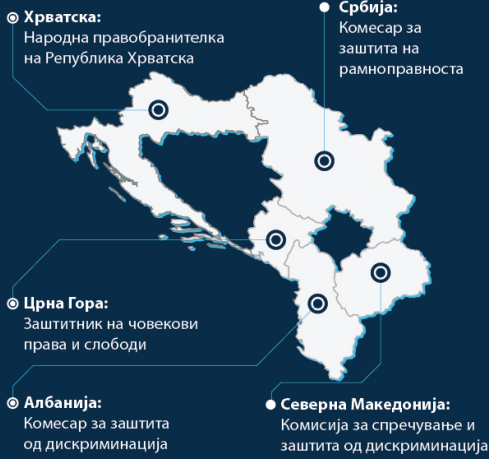 Хрватска:
Народна правобранителка
на Република Хрватска
Србија:
Комесар за
заштита на
рамноправноста
Црна Гора:
Заштитник на човекови
права и слободи
Албанија:
Комесар за заштита
од дискриминација
Северна Македонија:
Комисија за спречување и
заштита од дискриминација